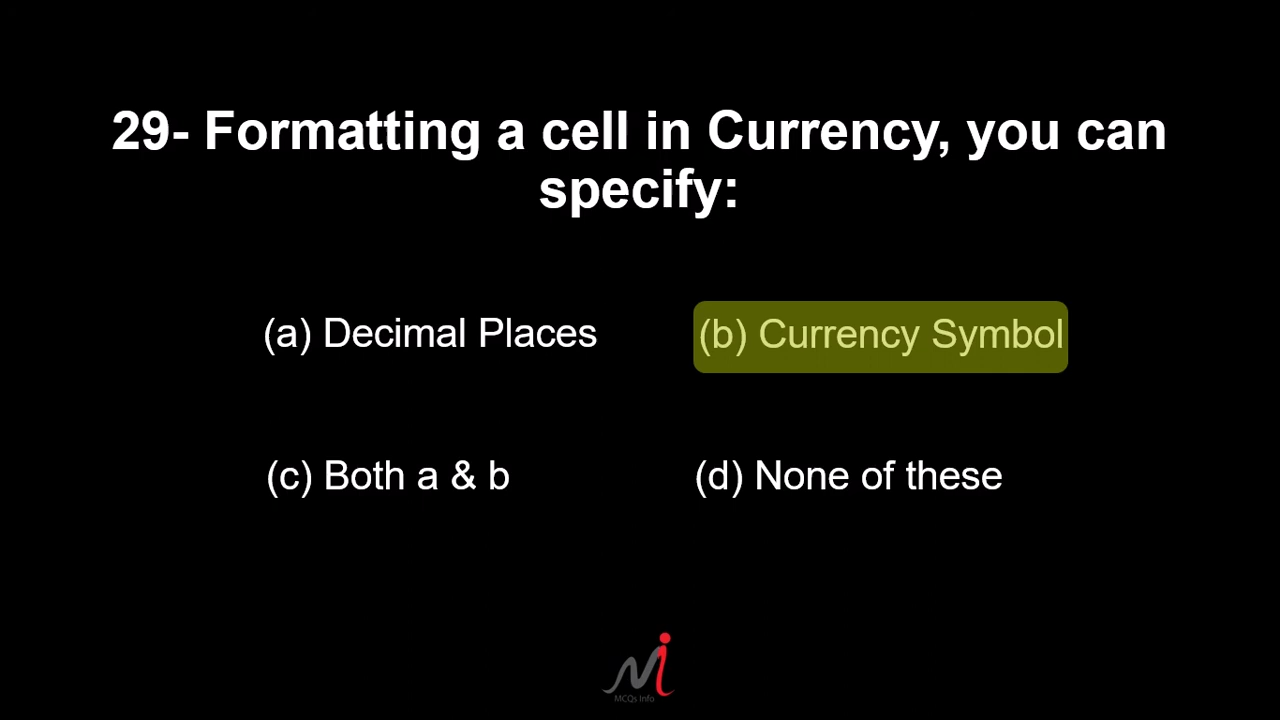 29- Formatting a cell in Currency, you can
specify:
(a) Decimal Places
(b) Currency Symbol
(c) Both a & b
(d) None of these
MCQs Info